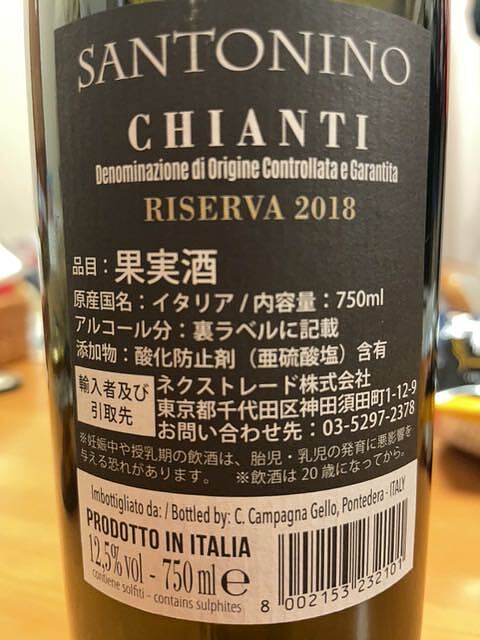 SANTONINO
CHIANTI
Denominazione di Origine Controllata e Garantita
RISERVA 2018
品目：果実酒
原産国名：イタリア / 内容量：750ml
アルコール分：裏ラベルに記載
添加物：酸化防止剤（亜硫酸塩）含有
輸入者及び引取先
ネクストレード株式会社
東京都千代田区神田須田町1-12-9
お問い合わせ先：03-5297-2378
※妊娠中や授乳期の飲酒は、胎児・乳児の発育に悪影響を
与える恐れがあります。 ※飲酒は20歳になってから。
Imbottigliato da: / Bottled by: C. Campagna Gello, Pontedera - ITALY
PRODOTTO IN ITALIA
12,5% vol - 750 ml e
contiene solfiti - contains sulphites
8 002153 232101